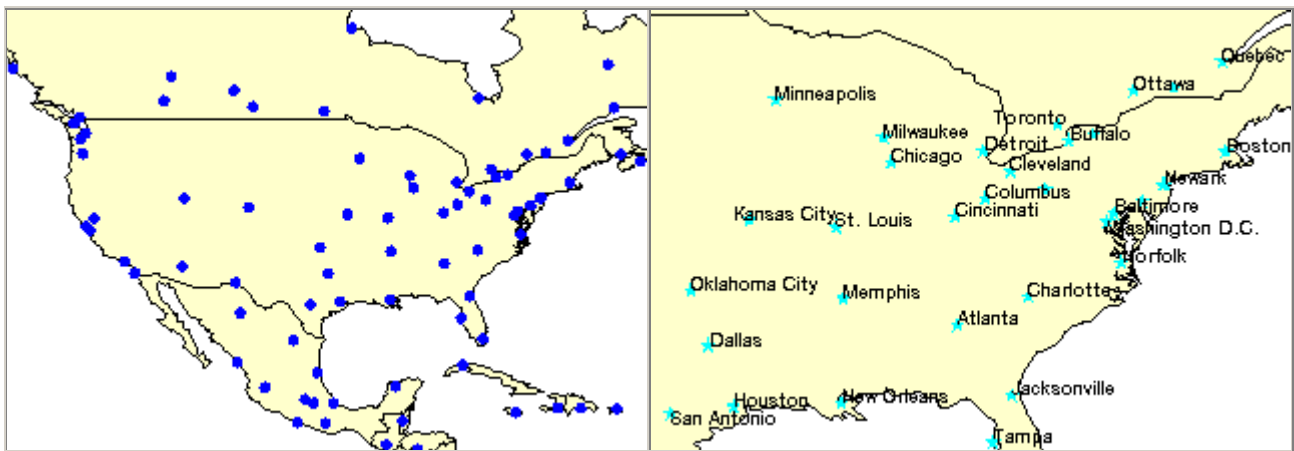 Quebec
Ottawa
Minneapolis
Toronto
Milwaukee
Buffalo
Detroit
Boston
Chicago
Cleveland
Newark
Columbus
Baltimore
Kansas City
Cincinnati
St. Louis
Washington D.C.
Norfolk
Oklahoma City
Memphis
Charlotte
Atlanta
Dallas
Jacksonville
Houston
New Orleans
San Antonio
Tampa